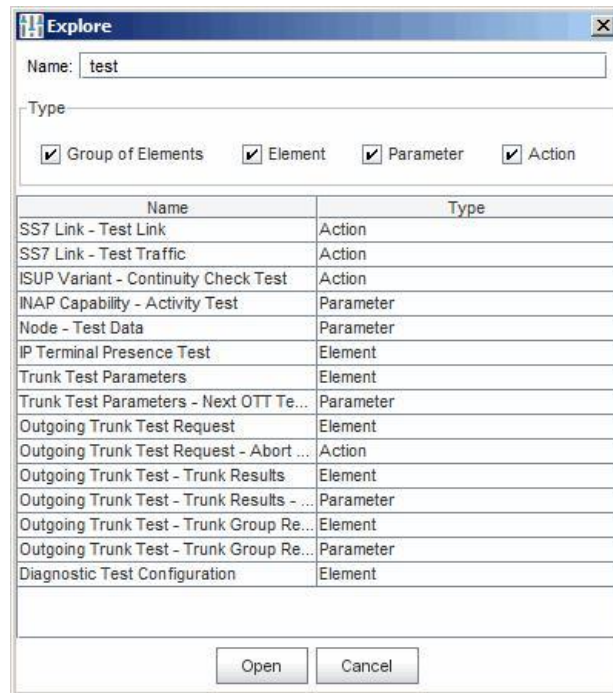 Explore
Name: test
Type
Group of Elements Element Parameter Action
Name Type
SS7 Link - Test Link Action
SS7 Link - Test Traffic Action
ISUP Variant - Continuity Check Test Action
INAP Capability - Activity Test Parameter
Node - Test Data Parameter
IP Terminal Presence Test Element
Trunk Test Parameters Element
Trunk Test Parameters - Next OTT Te... Parameter
Outgoing Trunk Test Request Element
Outgoing Trunk Test Request - Abort ... Action
Outgoing Trunk Test - Trunk Results Element
Outgoing Trunk Test - Trunk Results - ... Parameter
Outgoing Trunk Test - Trunk Group Re... Element
Outgoing Trunk Test - Trunk Group Re... Parameter
Diagnostic Test Configuration Element
Open Cancel